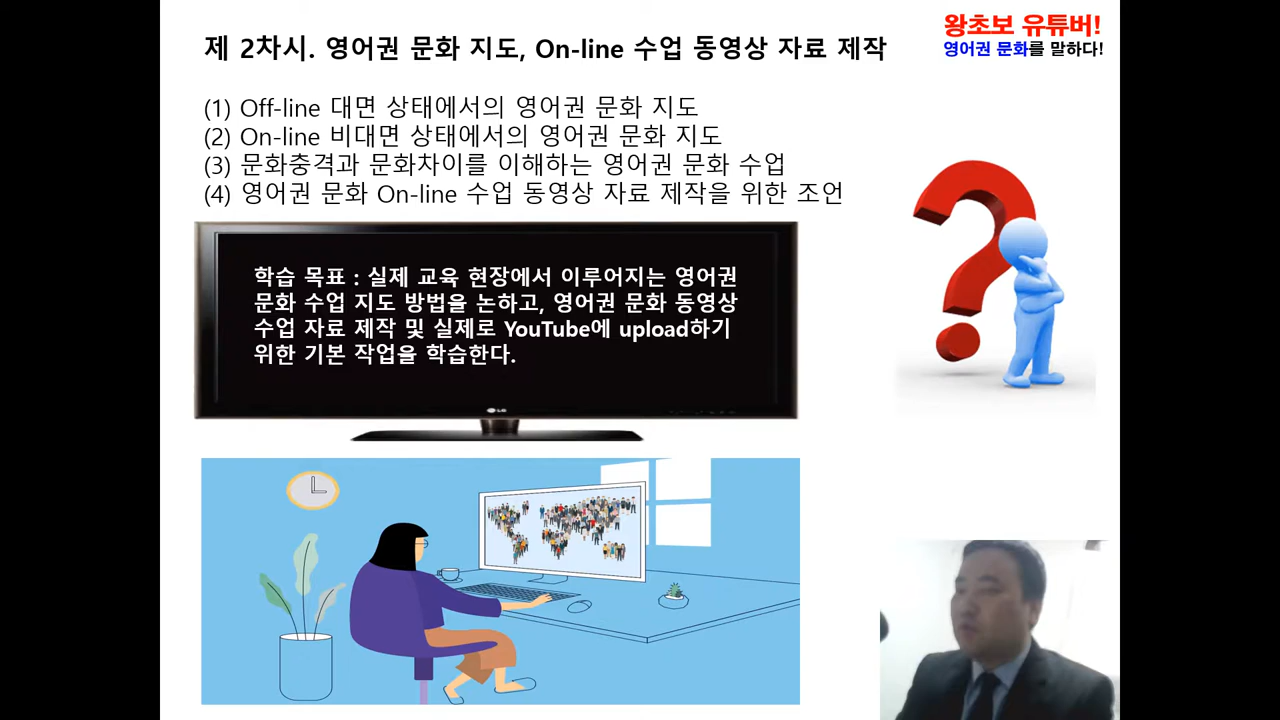 제 2차시. 영어권 문화 지도, On-line 수업 동영상 자료 제작
왕초보 유튜버!
영어권 문화를 말하다!
(1) Off-line 대면 상태에서의 영어권 문화 지도
(2) On-line 비대면 상태에서의 영어권 문화 지도
(3) 문화충격과 문화차이를 이해하는 영어권 문화 수업
(4) 영어권 문화 On-line 수업 동영상 자료 제작을 위한 조언
학습 목표 : 실제 교육 현장에서 이루어지는 영어권
문화 수업 지도 방법을 논하고, 영어권 문화 동영상
수업 자료 제작 및 실제로 YouTube에 upload하기
위한 기본 작업을 학습한다.
LG